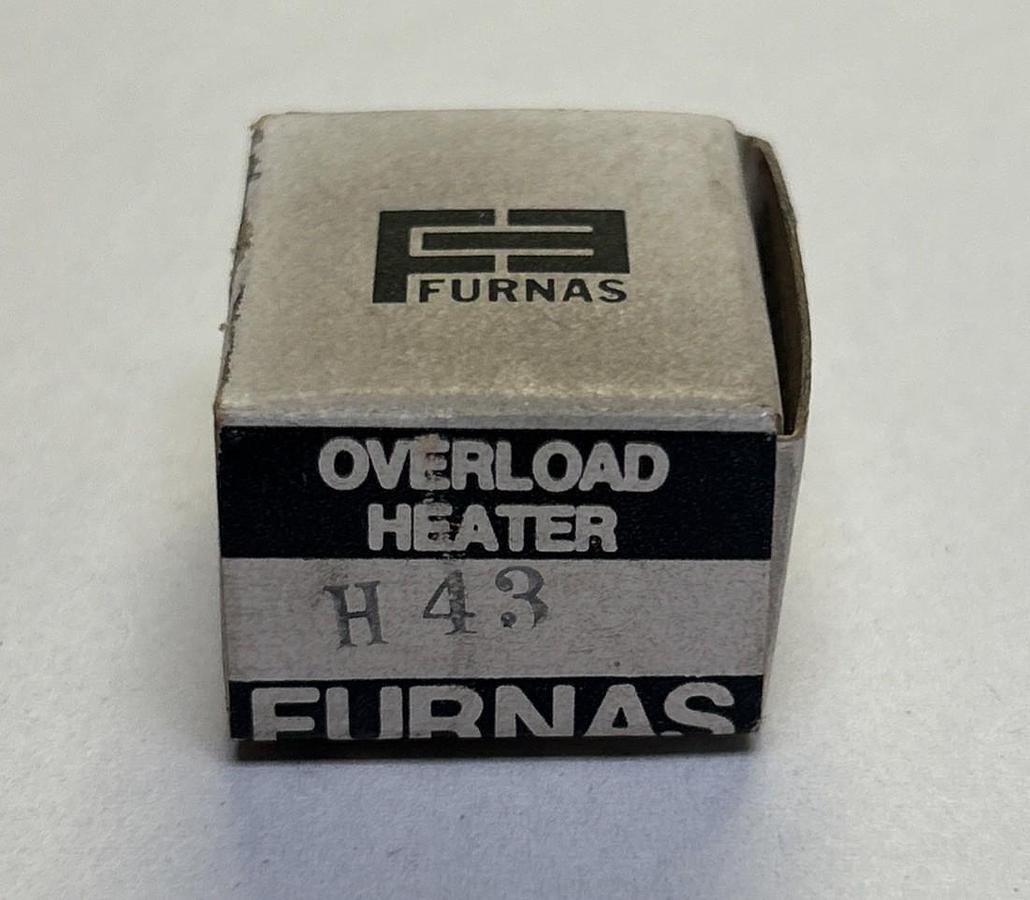 FURNAS
OVERLOAD
HEATER
H 43
FURNAS